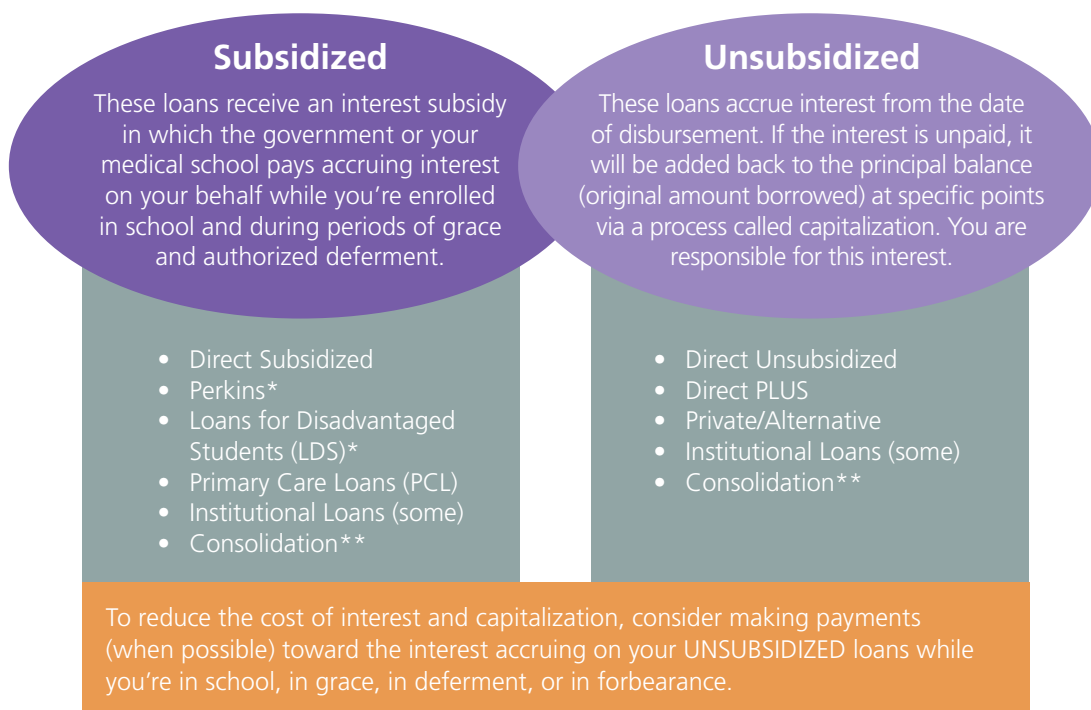 Subsidized
These loans receive an interest subsidy
in which the government or your
medical school pays accruing interest
on your behalf while you’re enrolled
in school and during periods of grace
and authorized deferment.
• Direct Subsidized
• Perkins*
• Loans for Disadvantaged
Students (LDS)*
• Primary Care Loans (PCL)
• Institutional Loans (some)
• Consolidation**
Unsubsidized
These loans accrue interest from the date
of disbursement. If the interest is unpaid, it
will be added back to the principal balance
(original amount borrowed) at specific points
via a process called capitalization. You are
responsible for this interest.
• Direct Unsubsidized
• Direct PLUS
• Private/Alternative
• Institutional Loans (some)
• Consolidation**
To reduce the cost of interest and capitalization, consider making payments
(when possible) toward the interest accruing on your UNSUBSIDIZED loans while
you’re in school, in grace, in deferment, or in forbearance.